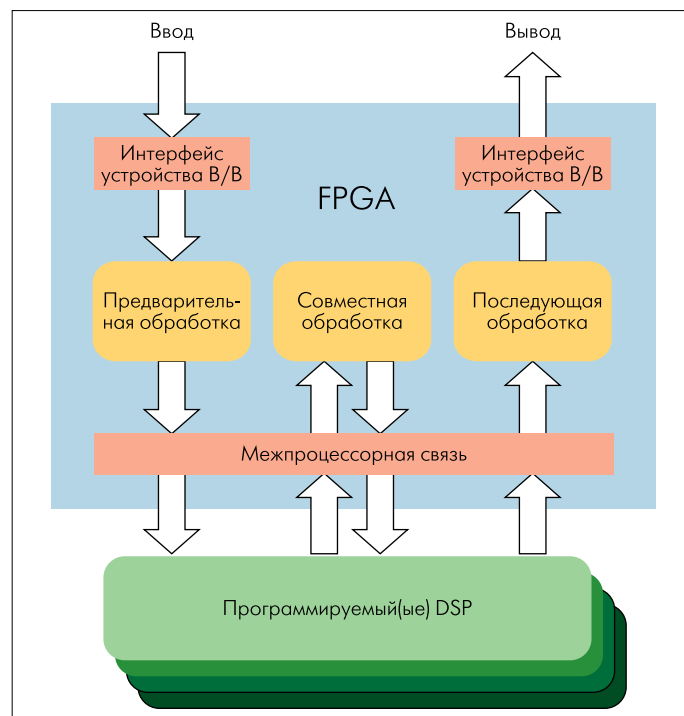 Ввод
Вывод
Интерфейс
устройства В/В
Интерфейс
устройства В/В
FPGA
Предваритель-
ная обработка
Совместная
обработка
Последующая
обработка
Межпроцессорная связь
Программируемый(ые) DSP